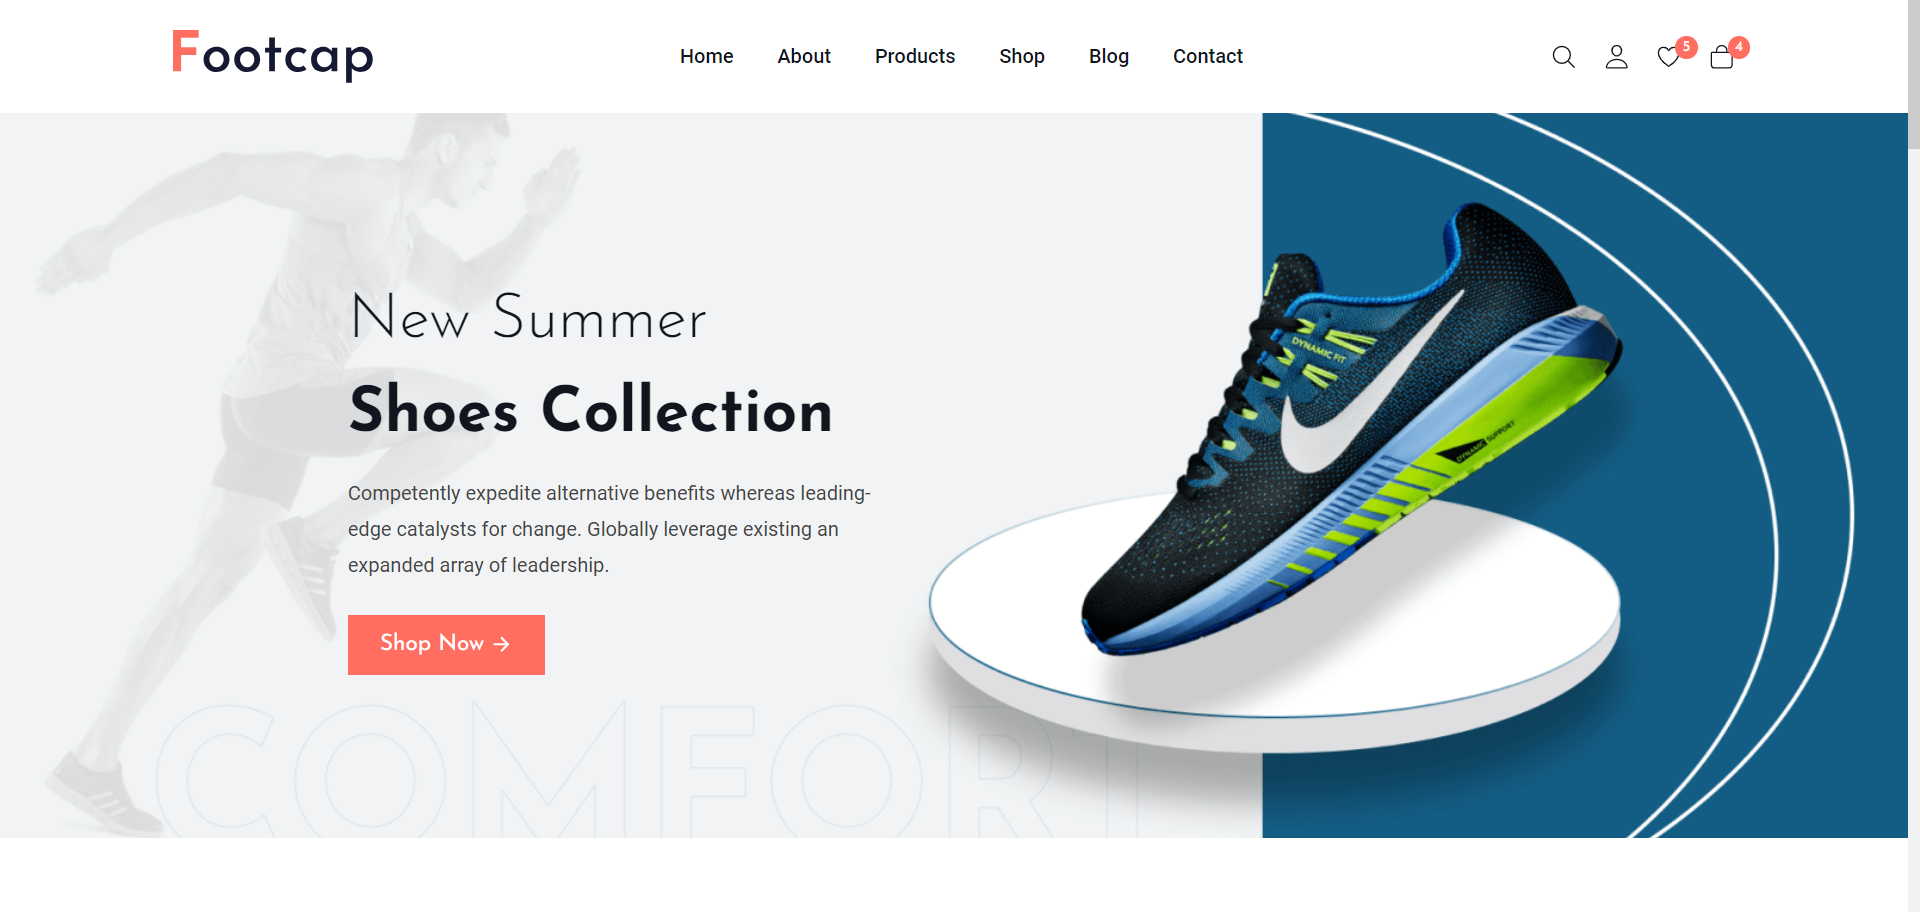 Footcap
Home About Products Shop Blog Contact
5
4
New Summer
Shoes Collection
Competently expedite alternative benefits whereas leading-
edge catalysts for change. Globally leverage existing an
expanded array of leadership.
Shop Now →
COMFORT
DYNAMIC FIT
DYNAMIC SUPPORT